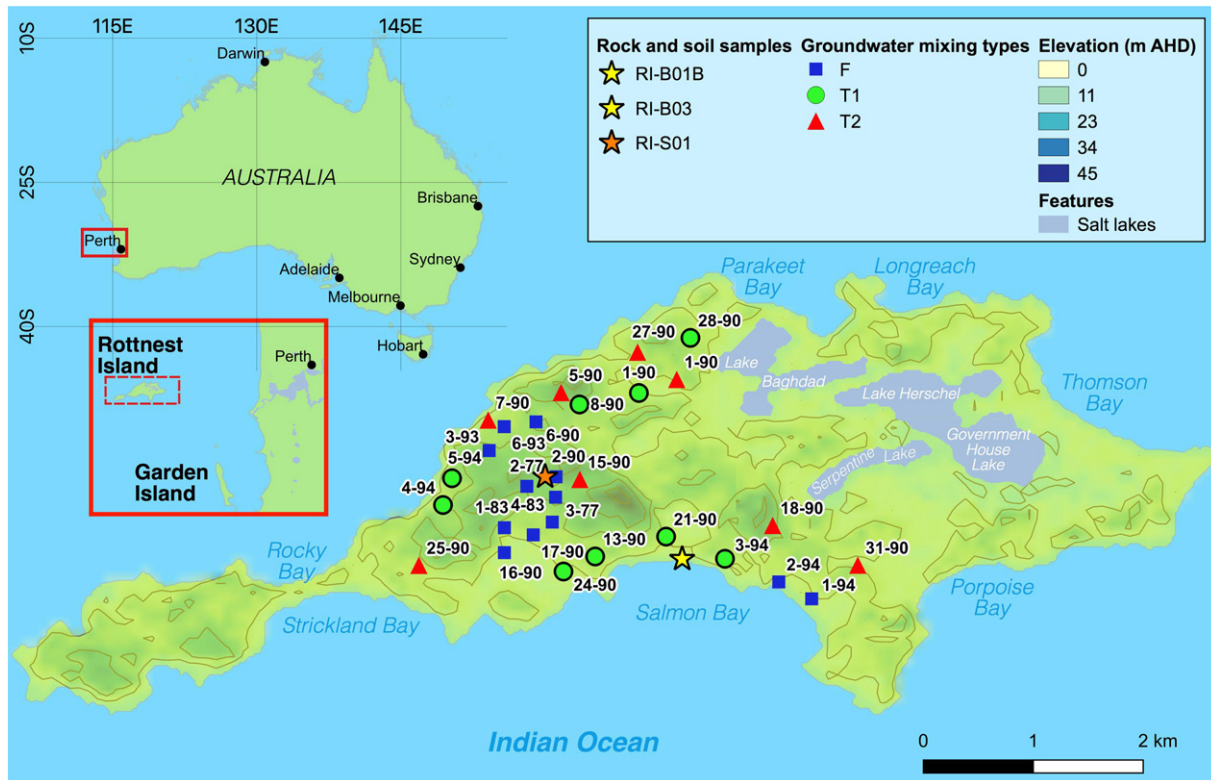 115E 130E 145E
10S
25S
40S
Darwin
AUSTRALIA
Brisbane
Perth
Sydney
Adelaide
Melbourne
Hobart
Rottnest
Island
Perth
Garden
Island
Rock and soil samples
RI-B01B
RI-B03
RI-S01
Groundwater mixing types
F
T1
T2
Elevation (m AHD)
0
11
23
34
45
Features
Salt lakes
Parakeet
Bay
Longreach
Bay
Thomson
Bay
Lake
Baghdad
Lake Herschel
Government
House
Lake
Serpentine
Lake
27-90
28-90
1-90
1-90
5-90
8-90
7-90
3-93
6-90
6-93
5-94
2-90
2-77
15-90
4-94
1-83
4-83
3-77
18-90
21-90
13-90
3-94
25-90
17-90
16-90
24-90
2-94
31-90
1-94
Rocky
Bay
Strickland Bay
Salmon Bay
Porpoise
Bay
Indian Ocean
0 1 2 km